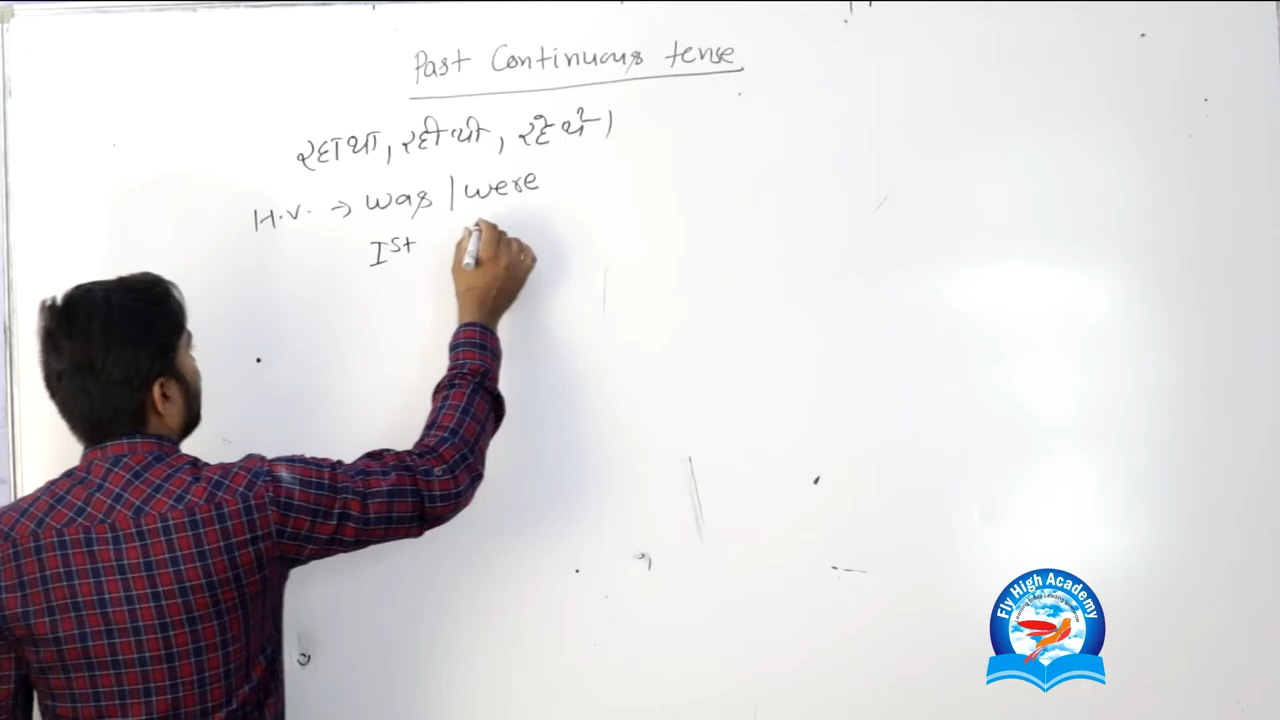 Past Continuous tense
रहा था, रही थी, रहे थे।
H.V. → was | were
Ist
Fly High Academy